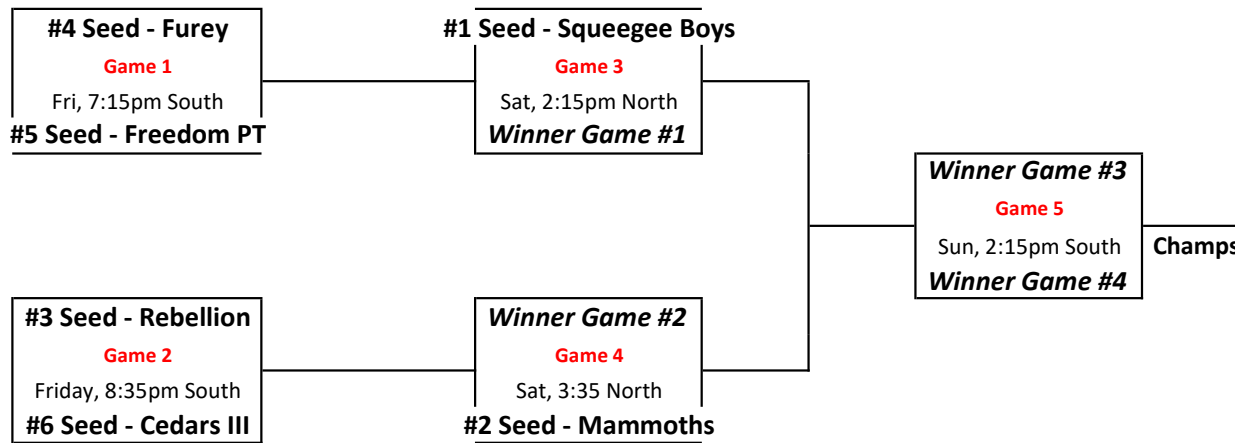 #4 Seed - Furey
Game 1
Fri, 7:15pm South
#5 Seed - Freedom PT
#1 Seed - Squeegee Boys
Game 3
Sat, 2:15pm North
Winner Game #1
Winner Game #3
Game 5
Sun, 2:15pm South
Winner Game #4
Champs
#3 Seed - Rebellion
Game 2
Friday, 8:35pm South
#6 Seed - Cedars III
Winner Game #2
Game 4
Sat, 3:35 North
#2 Seed - Mammoths